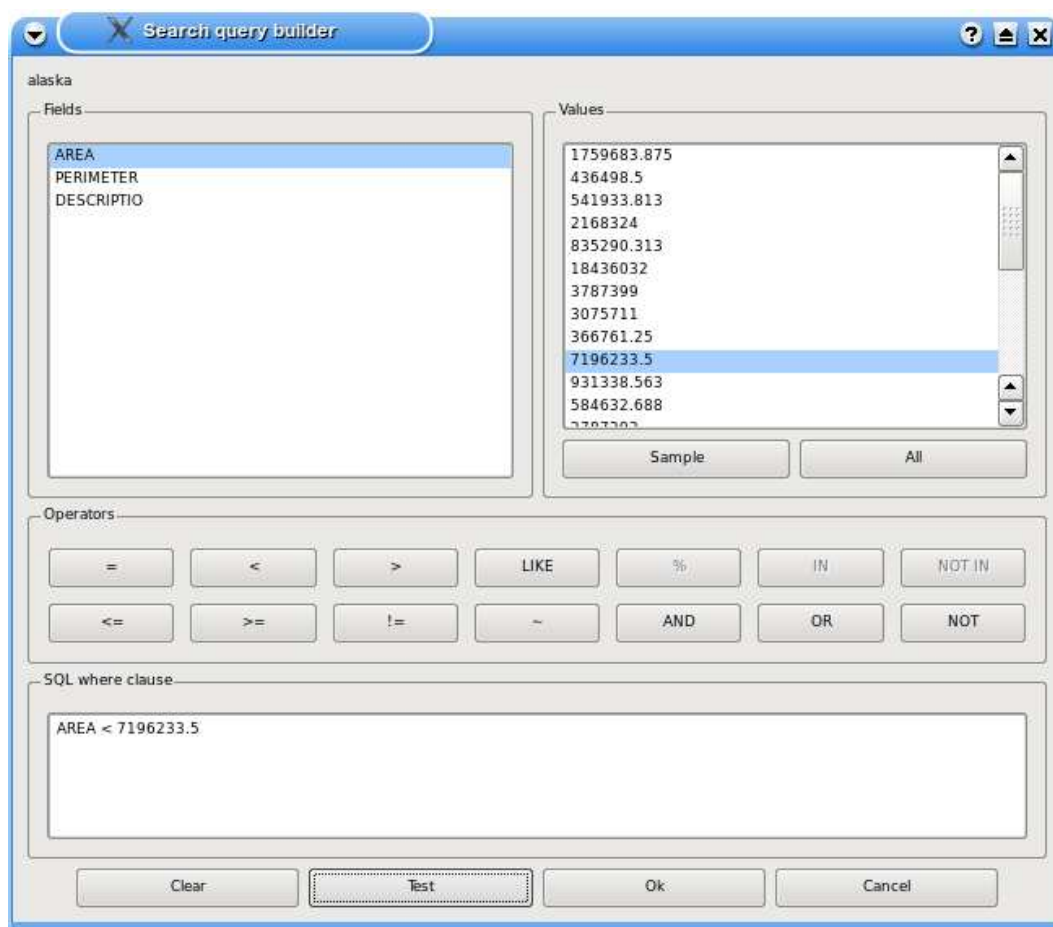 Search query builder
alaska
Fields
Values
AREA
PERIMETER
DESCRIPTIO
1759683.875
436498.5
541933.813
2168324
835290.313
18436032
3787399
3075711
366761.25
7196233.5
931338.563
584632.688
Sample
All
Operators
=
<
>
LIKE
%
IN
NOT IN
<=
>=
!=
~
AND
OR
NOT
SQL where clause
AREA < 7196233.5
Clear
Test
Ok
Cancel